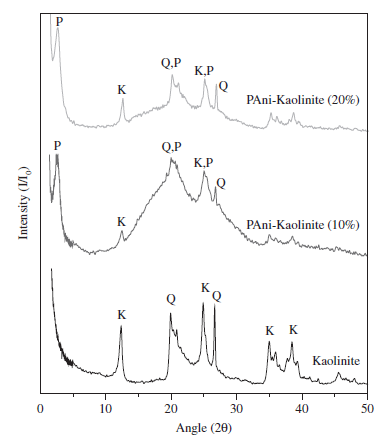 P
Q,P
K,P
K
Q
PAni-Kaolinite (20%)
P
Q,P
K,P
Q
K
PAni-Kaolinite (10%)
Intensity (I/I₀)
K
Q
K
Q
K K
Kaolinite
0 10 20 30 40 50
Angle (2θ)